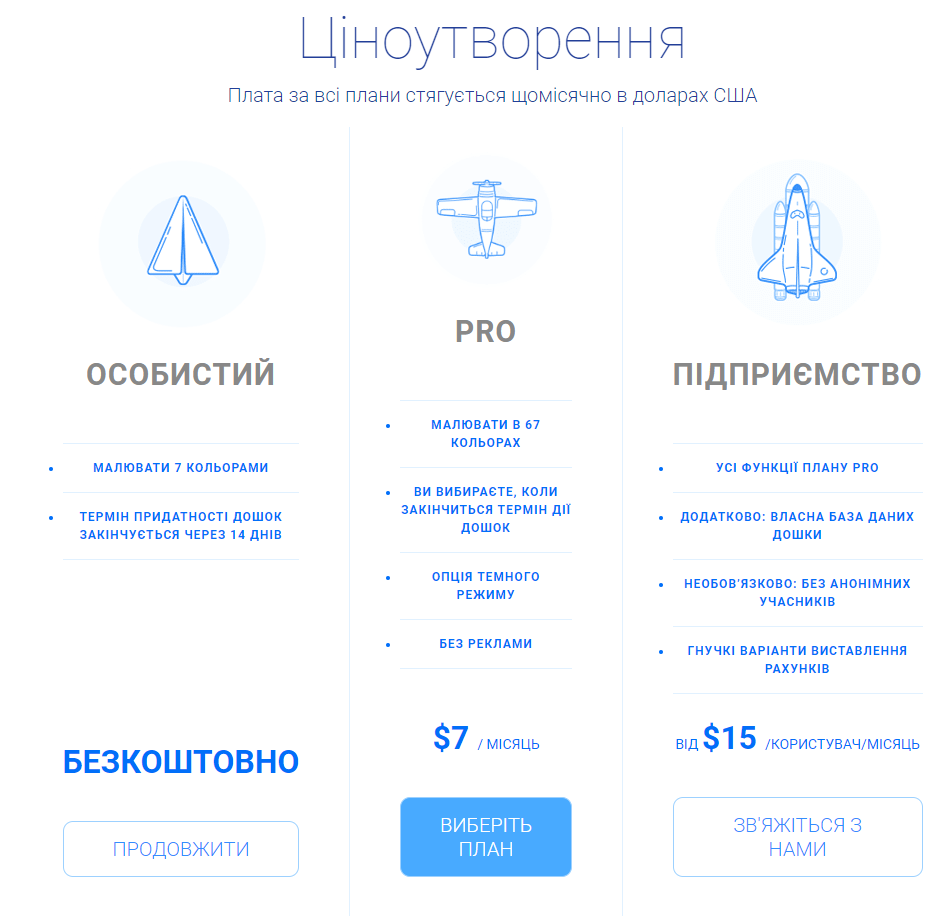 Ціноутворення
Плата за всі плани стягується щомісячно в доларах США
ОСОБИСТИЙ
МАЛЮВАТИ 7 КОЛЬОРАМИ
ТЕРМІН ПРИДАТНОСТІ ДОШОК
ЗАКІНЧУЄТЬСЯ ЧЕРЕЗ 14 ДНІВ
БЕЗКОШТОВНО
ПРОДОВЖИТИ
PRO
МАЛЮВАТИ В 67
КОЛЬОРАХ
ВИ ВИБИРАЄТЕ, КОЛИ
ЗАКІНЧИТЬСЯ ТЕРМІН ДІЇ
ДОШОК
ОПЦІЯ ТЕМНОГО
РЕЖИМУ
БЕЗ РЕКЛАМИ
$7 / МІСЯЦЬ
ВИБЕРІТЬ
ПЛАН
ПІДПРИЄМСТВО
УСІ ФУНКЦІЇ ПЛАНУ PRO
ДОДАТКОВО: ВЛАСНА БАЗА ДАНИХ
ДОШКИ
НЕОБОВ'ЯЗКОВО: БЕЗ АНОНІМНИХ
УЧАСНИКІВ
ГНУЧКІ ВАРІАНТИ ВИСТАВЛЕННЯ
РАХУНКІВ
ВІД $15 /КОРИСТУВАЧ/МІСЯЦЬ
ЗВ'ЯЖІТЬСЯ З
НАМИ